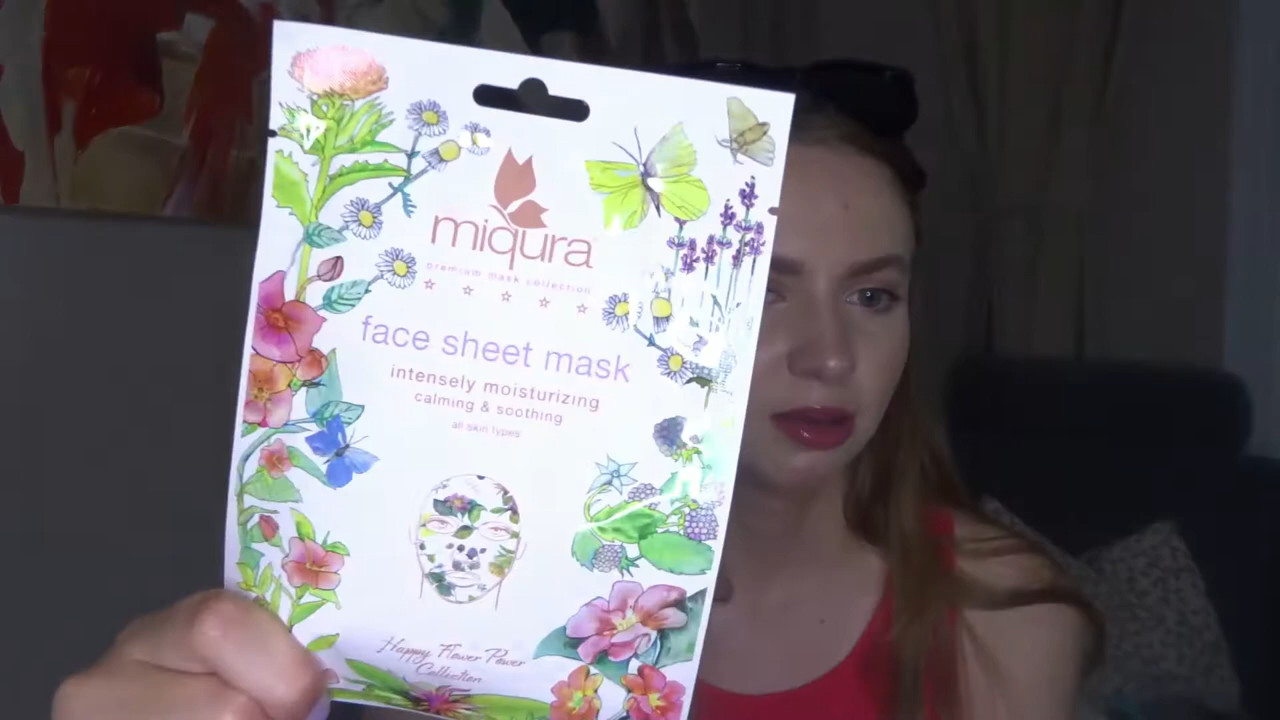 miqura
premium mask collection
face sheet mask
intensely moisturizing
calming & soothing
all skin types
Happy Flower Power
Collection